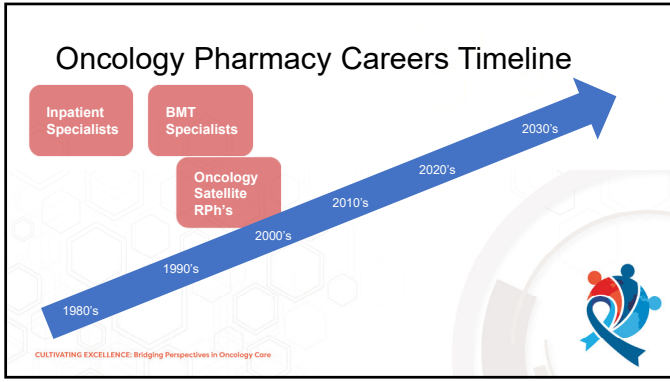 Oncology Pharmacy Careers Timeline
Inpatient
Specialists
BMT
Specialists
Oncology
Satellite
RPh's
1980's
1990's
2000's
2010's
2020's
2030's
CULTIVATING EXCELLENCE: Bridging Perspectives in Oncology Care